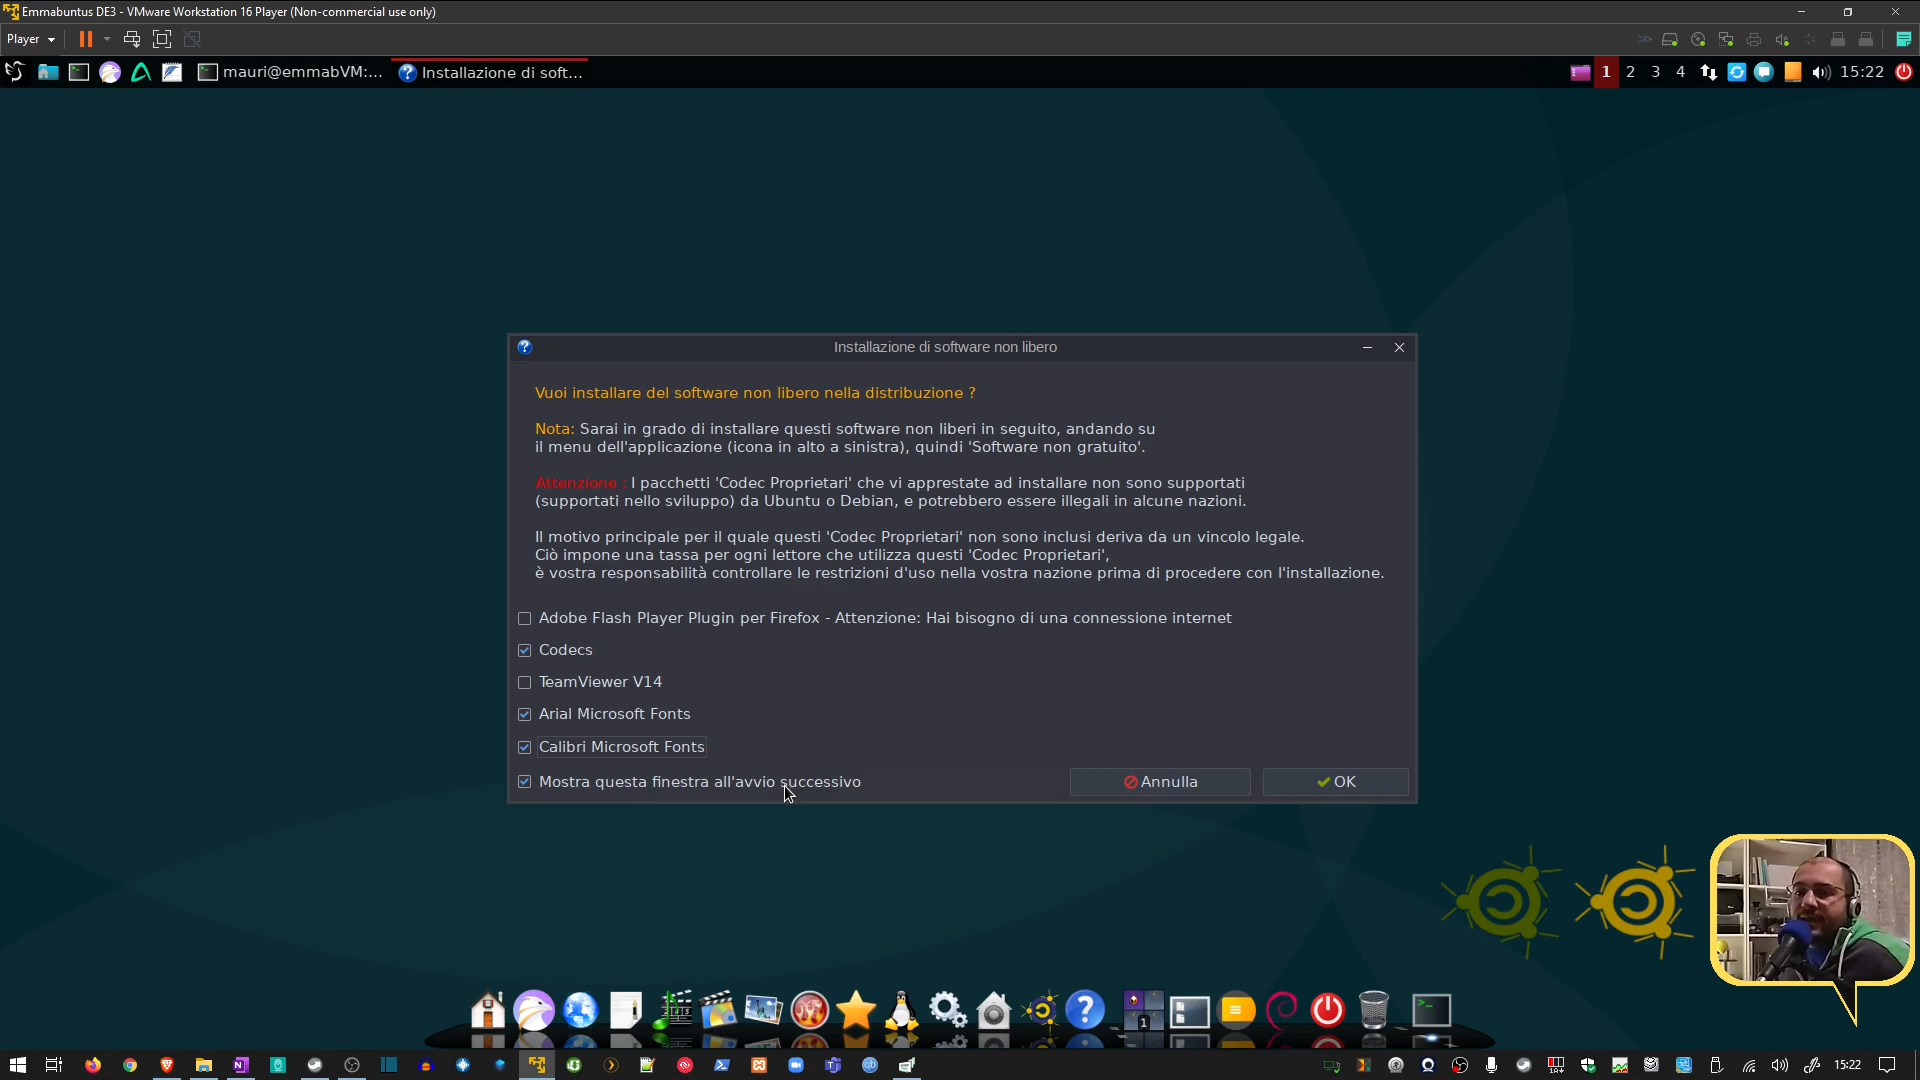 Emmabuntus DE3 - VMware Workstation 16 Player (Non-commercial use only)
Player
mauri@emmabVM:...
Installazione di soft...
1 2 3 4
15:22
Installazione di software non libero
Vuoi installare del software non libero nella distribuzione ?
Nota: Sarai in grado di installare questi software non liberi in seguito, andando su
il menu dell'applicazione (icona in alto a sinistra), quindi 'Software non gratuito'.
Attenzione : I pacchetti 'Codec Proprietari' che vi apprestate ad installare non sono supportati
(supportati nello sviluppo) da Ubuntu o Debian, e potrebbero essere illegali in alcune nazioni.
Il motivo principale per il quale questi 'Codec Proprietari' non sono inclusi deriva da un vincolo legale.
Ciò impone una tassa per ogni lettore che utilizza questi 'Codec Proprietari',
è vostra responsabilità controllare le restrizioni d'uso nella vostra nazione prima di procedere con l'installazione.
Adobe Flash Player Plugin per Firefox - Attenzione: Hai bisogno di una connessione internet
Codecs
TeamViewer V14
Arial Microsoft Fonts
Calibri Microsoft Fonts
Mostra questa finestra all'avvio successivo
Annulla
OK
1
15:22